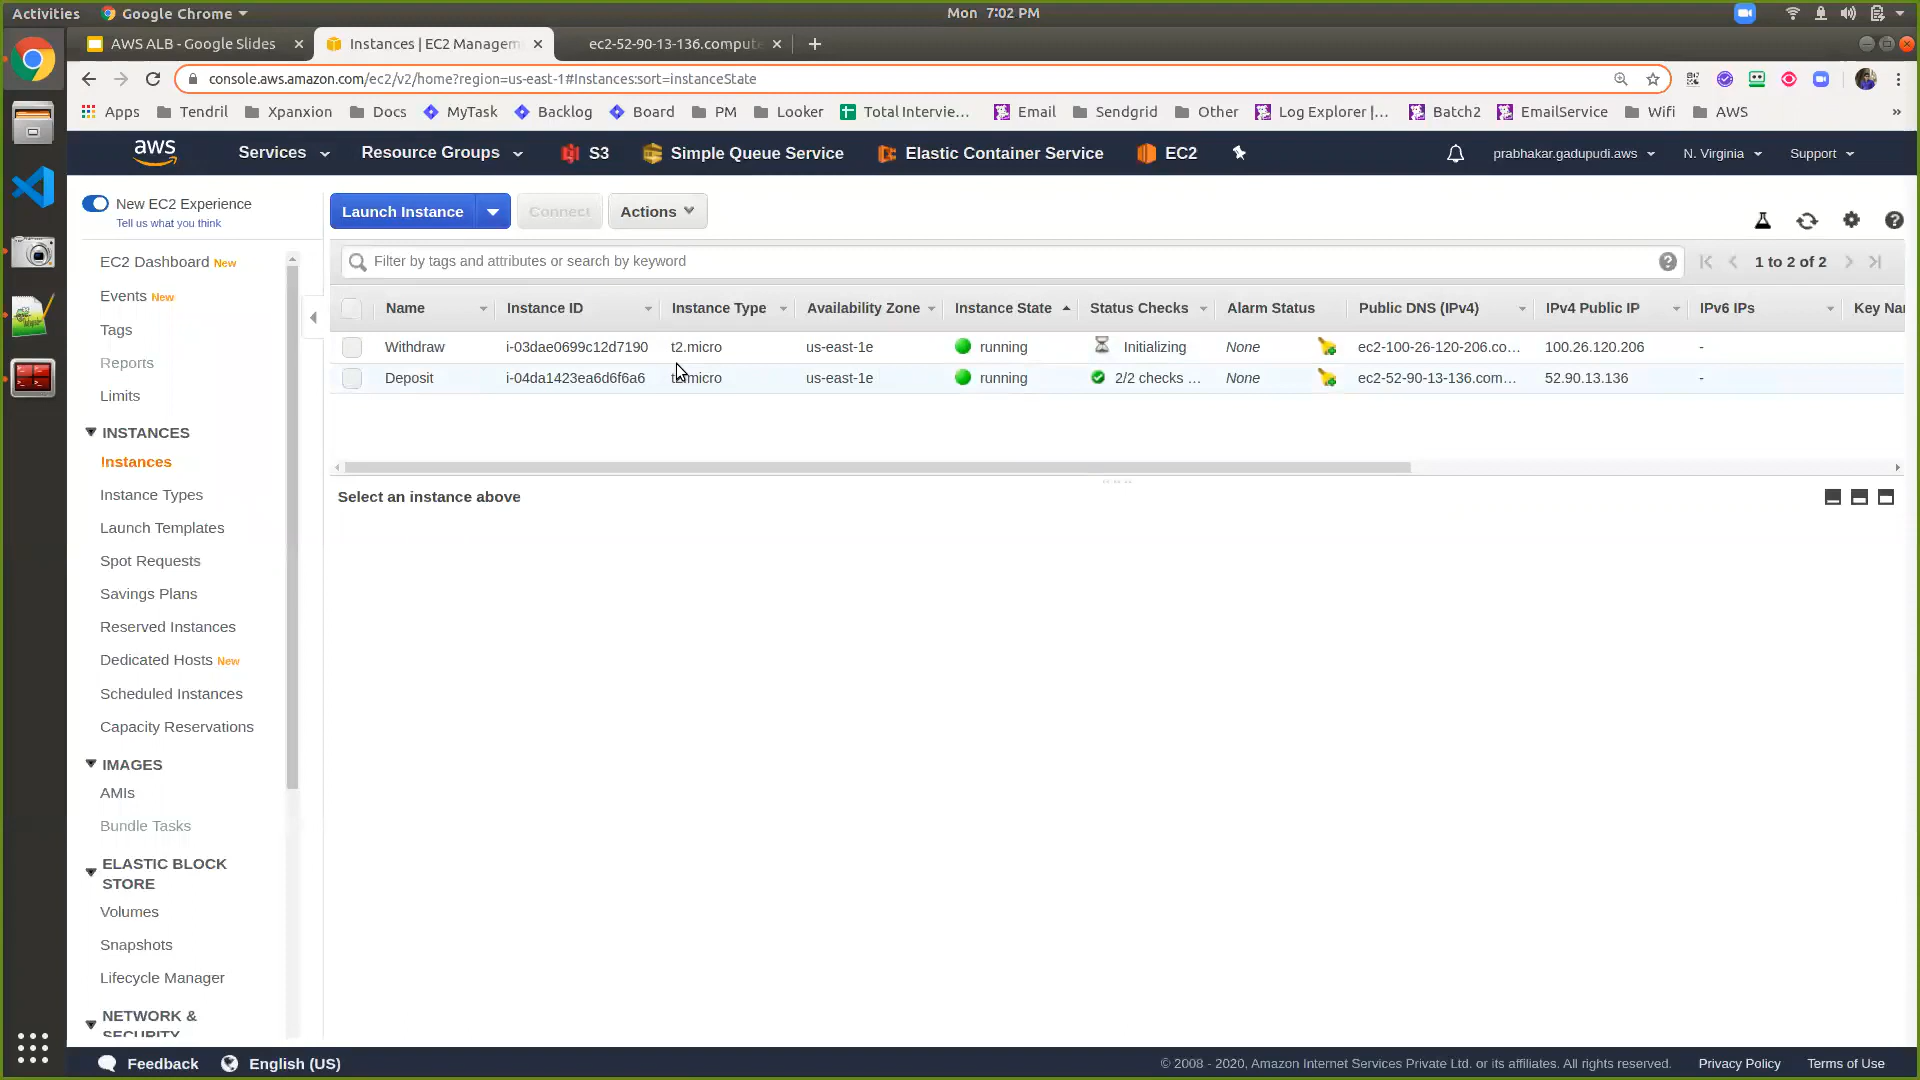 Activities Google Chrome Mon 7:02 PM
AWS ALB - Google Slides Instances | EC2 Managem ec2-52-90-13-136.compute
console.aws.amazon.com/ec2/v2/home?region=us-east-1#Instances:sort=instanceState
Apps Tendril Xpanxion Docs MyTask Backlog Board PM Looker Total Intervie... Email Sendgrid Other Log Explorer |... Batch2 EmailService Wifi AWS »
aws Services Resource Groups S3 Simple Queue Service Elastic Container Service EC2 prabhakar.gadupudi.aws N. Virginia Support
New EC2 Experience
Tell us what you think
Launch Instance Connect Actions
EC2 Dashboard New
Events New
Tags
Reports
Limits
INSTANCES
Instances
Instance Types
Launch Templates
Spot Requests
Savings Plans
Reserved Instances
Dedicated Hosts New
Scheduled Instances
Capacity Reservations
IMAGES
AMIs
Bundle Tasks
ELASTIC BLOCK
STORE
Volumes
Snapshots
Lifecycle Manager
NETWORK &
SECURITY
Filter by tags and attributes or search by keyword 1 to 2 of 2
Name Instance ID Instance Type Availability Zone Instance State Status Checks Alarm Status Public DNS (IPv4) IPv4 Public IP IPv6 IPs Key Nar
Withdraw i-03dae0699c12d7190 t2.micro us-east-1e running Initializing None ec2-100-26-120-206.co... 100.26.120.206 -
Deposit i-04da1423ea6d6f6a6 t2.micro us-east-1e running 2/2 checks ... None ec2-52-90-13-136.com... 52.90.13.136 -
Select an instance above
Feedback English (US) © 2008 - 2020, Amazon Internet Services Private Ltd. or its affiliates. All rights reserved. Privacy Policy Terms of Use